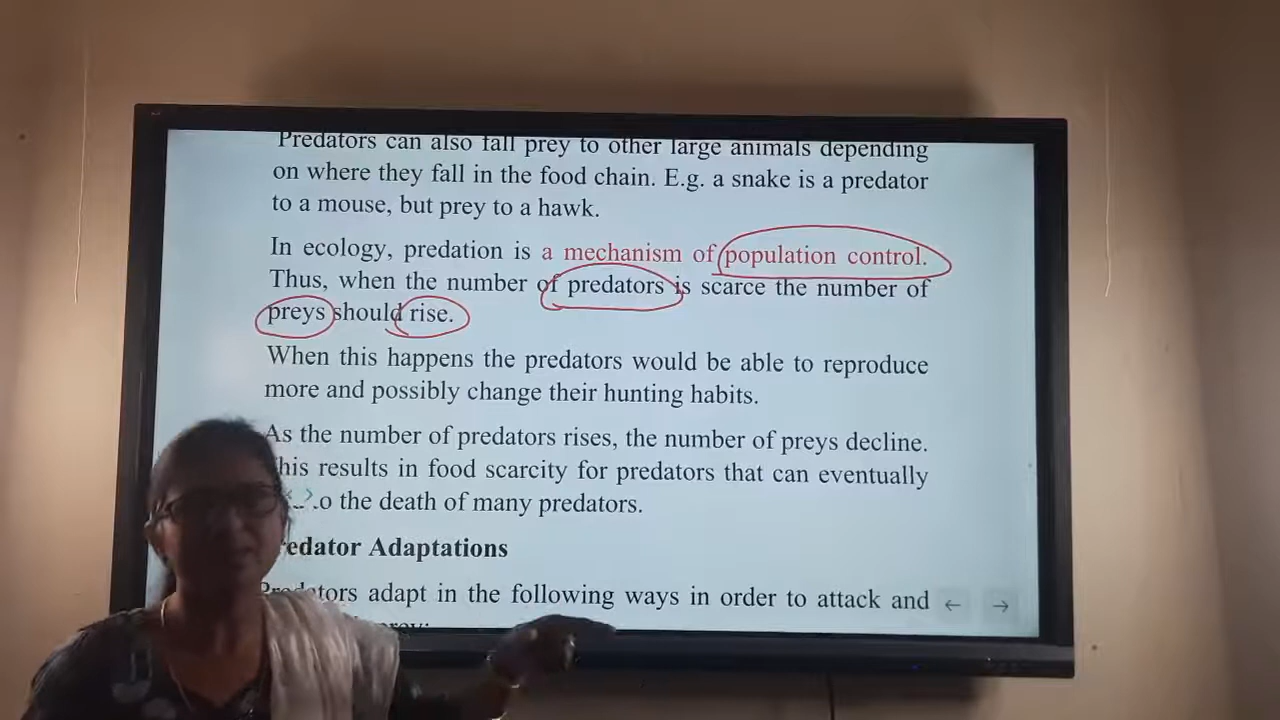 Predators can also fall prey to other large animals depending
on where they fall in the food chain. E.g. a snake is a predator
to a mouse, but prey to a hawk.
In ecology, predation is a mechanism of population control.
Thus, when the number of predators is scarce the number of
preys should rise.
When this happens the predators would be able to reproduce
more and possibly change their hunting habits.
As the number of predators rises, the number of preys decline.
his results in food scarcity for predators that can eventually
o the death of many predators.
redator Adaptations
Predators adapt in the following ways in order to attack and
prey: